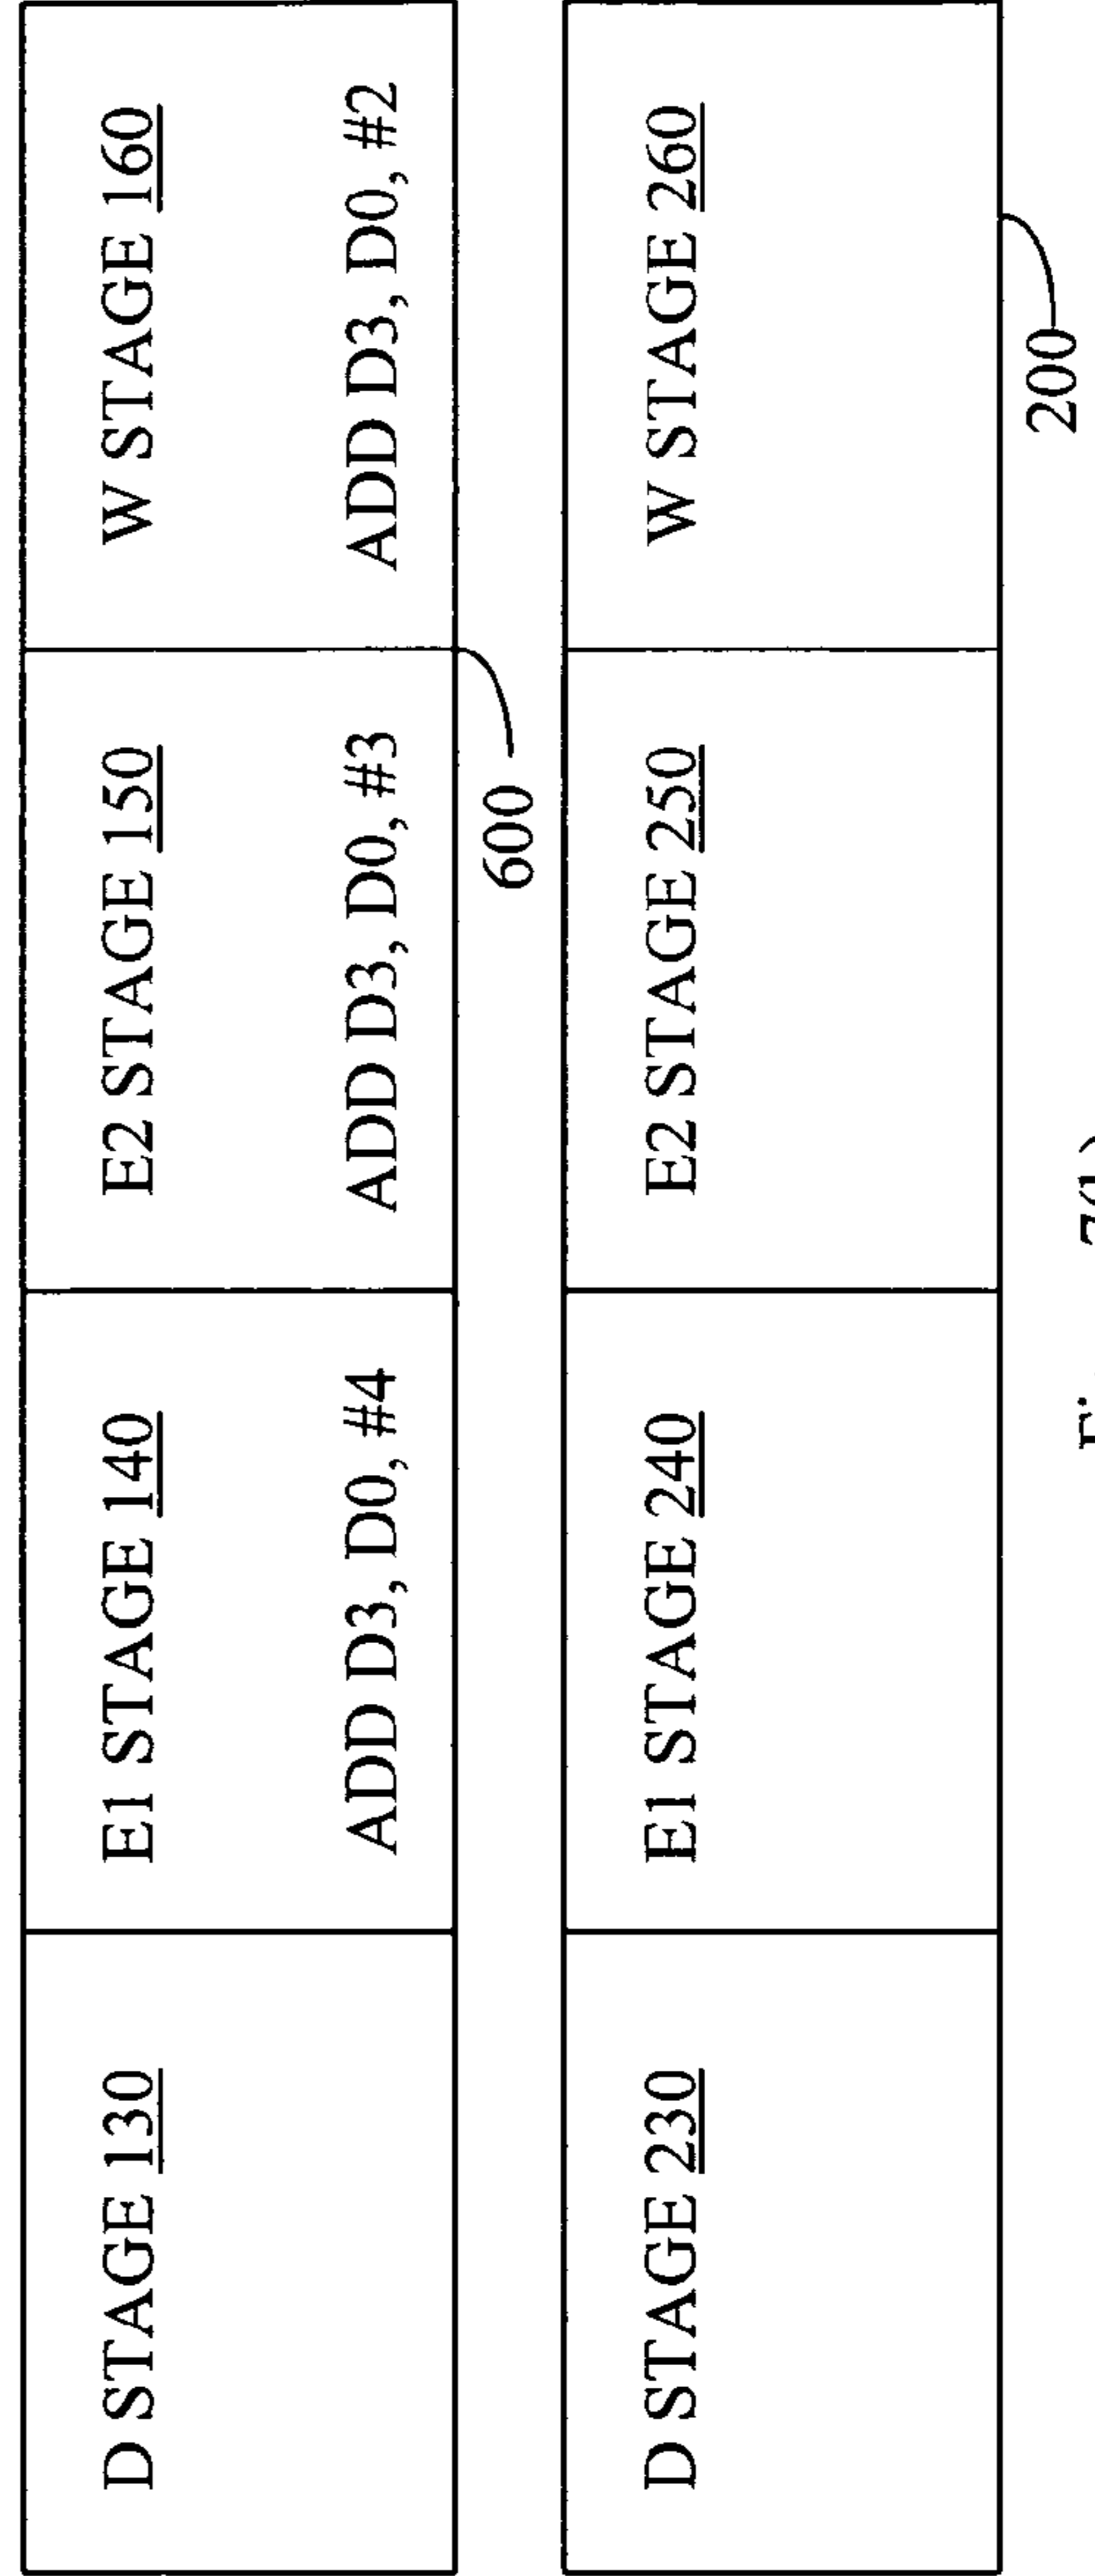 D STAGE 130
E1 STAGE 140
ADD D3, D0, #4
E2 STAGE 150
ADD D3, D0, #3
W STAGE 160
ADD D3, D0, #2
600
D STAGE 230
E1 STAGE 240
E2 STAGE 250
W STAGE 260
200